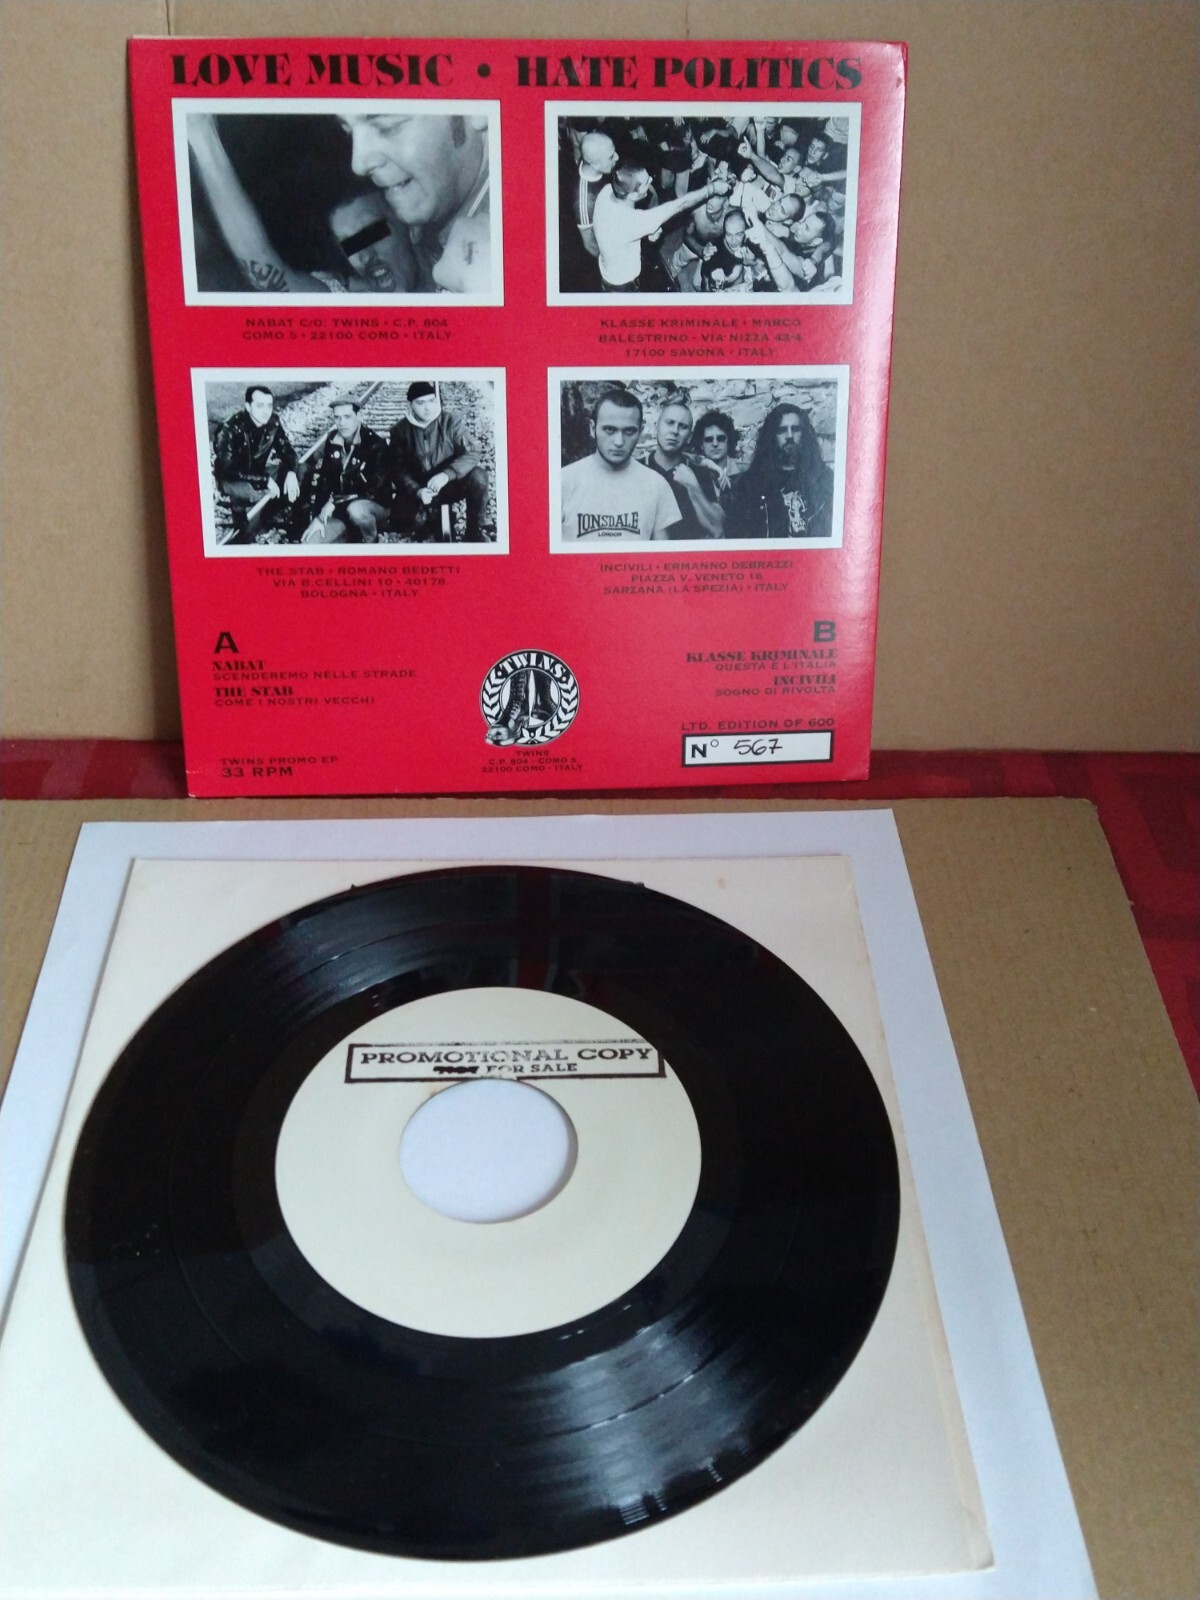 LOVE MUSIC • HATE POLITICS
NABAT C/O: TWINS • C.P. 804
COMO 5 • 22100 COMO • ITALY
KLASSE KRIMINALE • MARCO
BALESTRINO • VIA NIZZA 43/4
17100 SAVONA • ITALY
LONSDALE
LONDON
THE STAB • ROMANO BEDETTI
VIA B. CELLINI 10 • 40178
BOLOGNA • ITALY
INCIVILI • ERMANNO DEBRAZZI
PIAZZA V. VENETO 18
SARZANA (LA SPEZIA) • ITALY
A
NABAT
SCENDEREMO NELLE STRADE
THE STAB
COME I NOSTRI VECCHI
TWINS PROMO EP
33 RPM
•TWINS•
TWINS
C.P. 804 - COMO 5
22100 COMO - ITALY
B
KLASSE KRIMINALE
QUESTA E L'ITALIA
INCIVILI
SOGNO DI RIVOLTA
LTD. EDITION OF 600
N° 567
PROMOTIONAL COPY
NOT FOR SALE